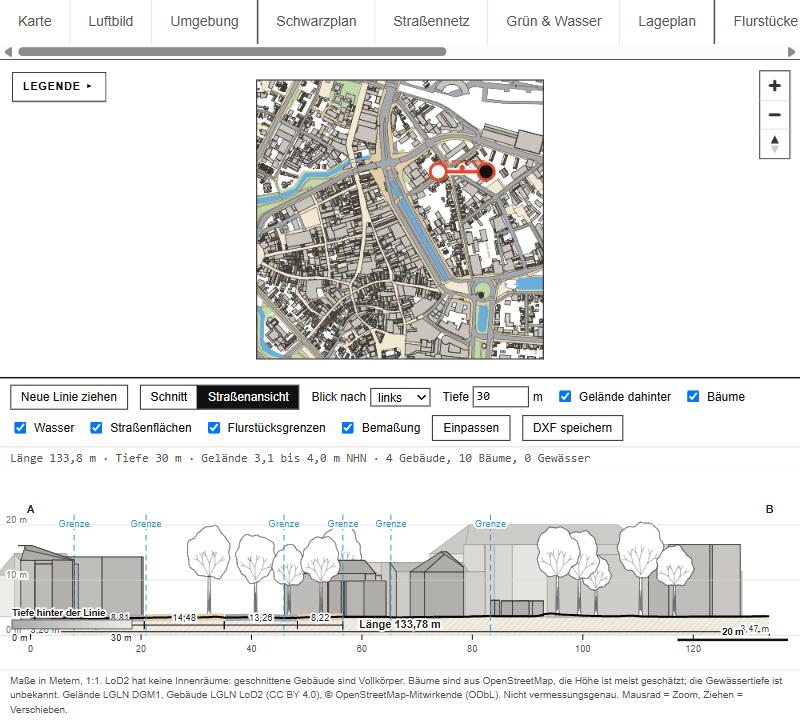 Karte Luftbild Umgebung Schwarzplan Straßennetz Grün & Wasser Lageplan Flurstücke
LEGENDE ▸
+
−
Neue Linie ziehen Schnitt Straßenansicht Blick nach links Tiefe 30 m Gelände dahinter Bäume
Wasser Straßenflächen Flurstücksgrenzen Bemaßung Einpassen DXF speichern
Länge 133,8 m · Tiefe 30 m · Gelände 3,1 bis 4,0 m NHN · 4 Gebäude, 10 Bäume, 0 Gewässer
A B
20 m Grenze Grenze Grenze Grenze Grenze Grenze
10 m
Tiefe hinter der Linie 8,81 14,48 13,26 8,22 Länge 133,78 m
0 m 3,20 m 20 m 3,47 m
0 m 30 m
0 20 40 60 80 100 120
Maße in Metern, 1:1. LoD2 hat keine Innenräume: geschnittene Gebäude sind Vollkörper. Bäume sind aus OpenStreetMap, die Höhe ist meist geschätzt; die Gewässertiefe ist
unbekannt. Gelände LGLN DGM1, Gebäude LGLN LoD2 (CC BY 4.0), © OpenStreetMap-Mitwirkende (ODbL). Nicht vermessungsgenau. Mausrad = Zoom, Ziehen =
Verschieben.